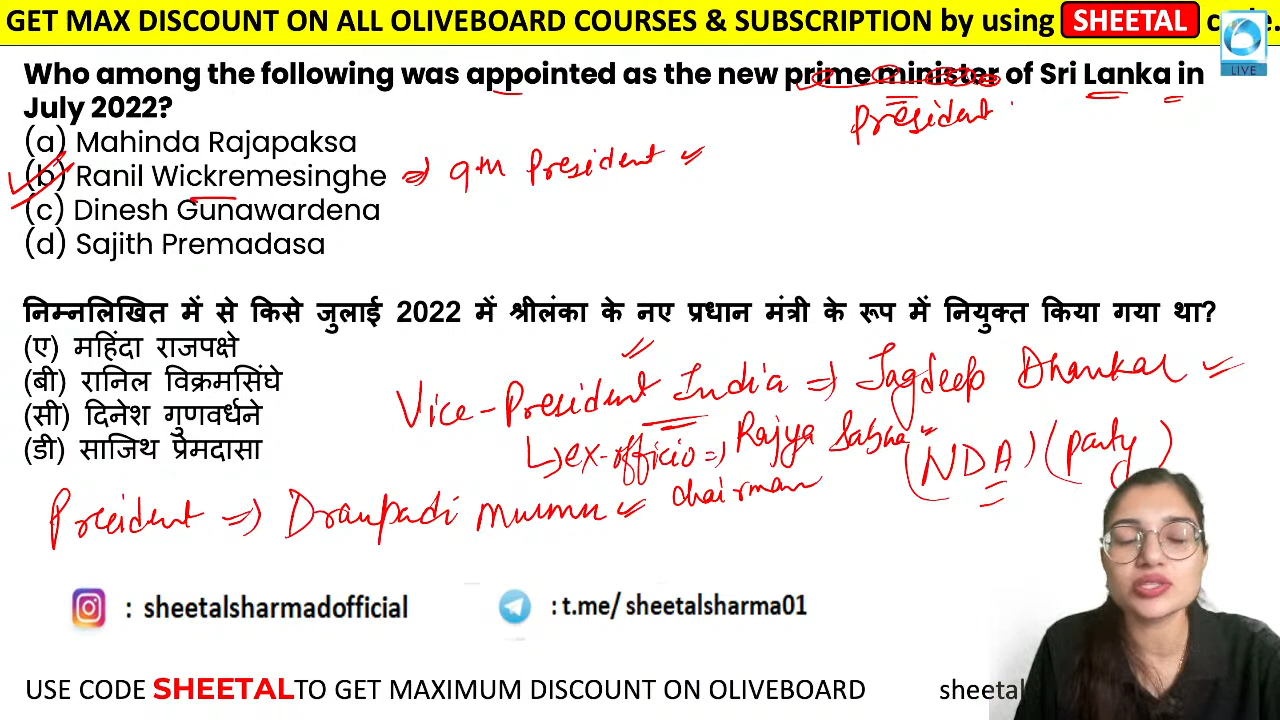 GET MAX DISCOUNT ON ALL OLIVEBOARD COURSES & SUBSCRIPTION by using SHEETAL code.
LIVE
Who among the following was appointed as the new prime minister of Sri Lanka in
July 2022?
president
(a) Mahinda Rajapaksa
(b) Ranil Wickremesinghe => 9th President
(c) Dinesh Gunawardena
(d) Sajith Premadasa
निम्नलिखित में से किसे जुलाई 2022 में श्रीलंका के नए प्रधान मंत्री के रूप में नियुक्त किया गया था?
(ए) महिंदा राजपक्षे
(बी) रानिल विक्रमसिंघे
(सी) दिनेश गुणवर्धने
(डी) साजिथ प्रेमदासा
Vice-President India => Jagdeep Dhankar
ex-officio => Rajya Sabha
chairman
(NDA) (party)
President => Draupadi Murmu
: sheetalsharmadofficial
: t.me/ sheetalsharma01
USE CODE SHEETAL TO GET MAXIMUM DISCOUNT ON OLIVEBOARD
sheetal